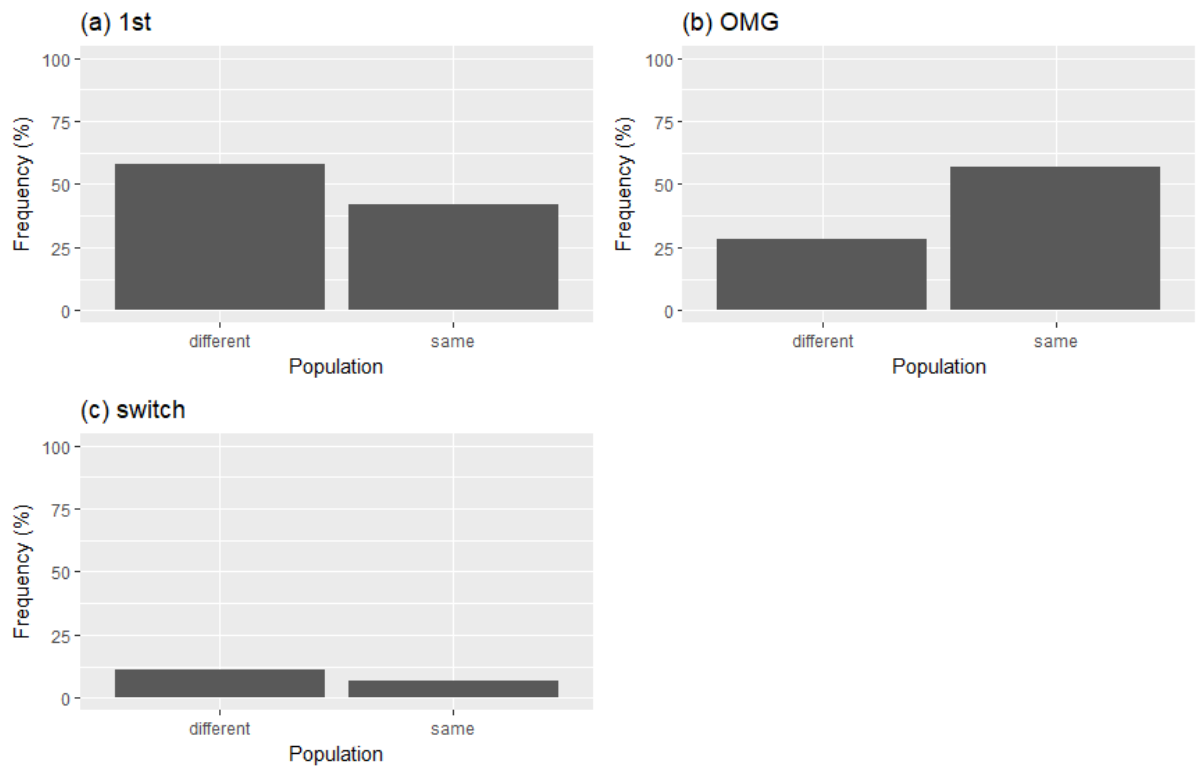 (a) 1st
100
75
50
25
0
Frequency (%)
different same
Population
(b) OMG
100
75
50
25
0
Frequency (%)
different same
Population
(c) switch
100
75
50
25
0
Frequency (%)
different same
Population